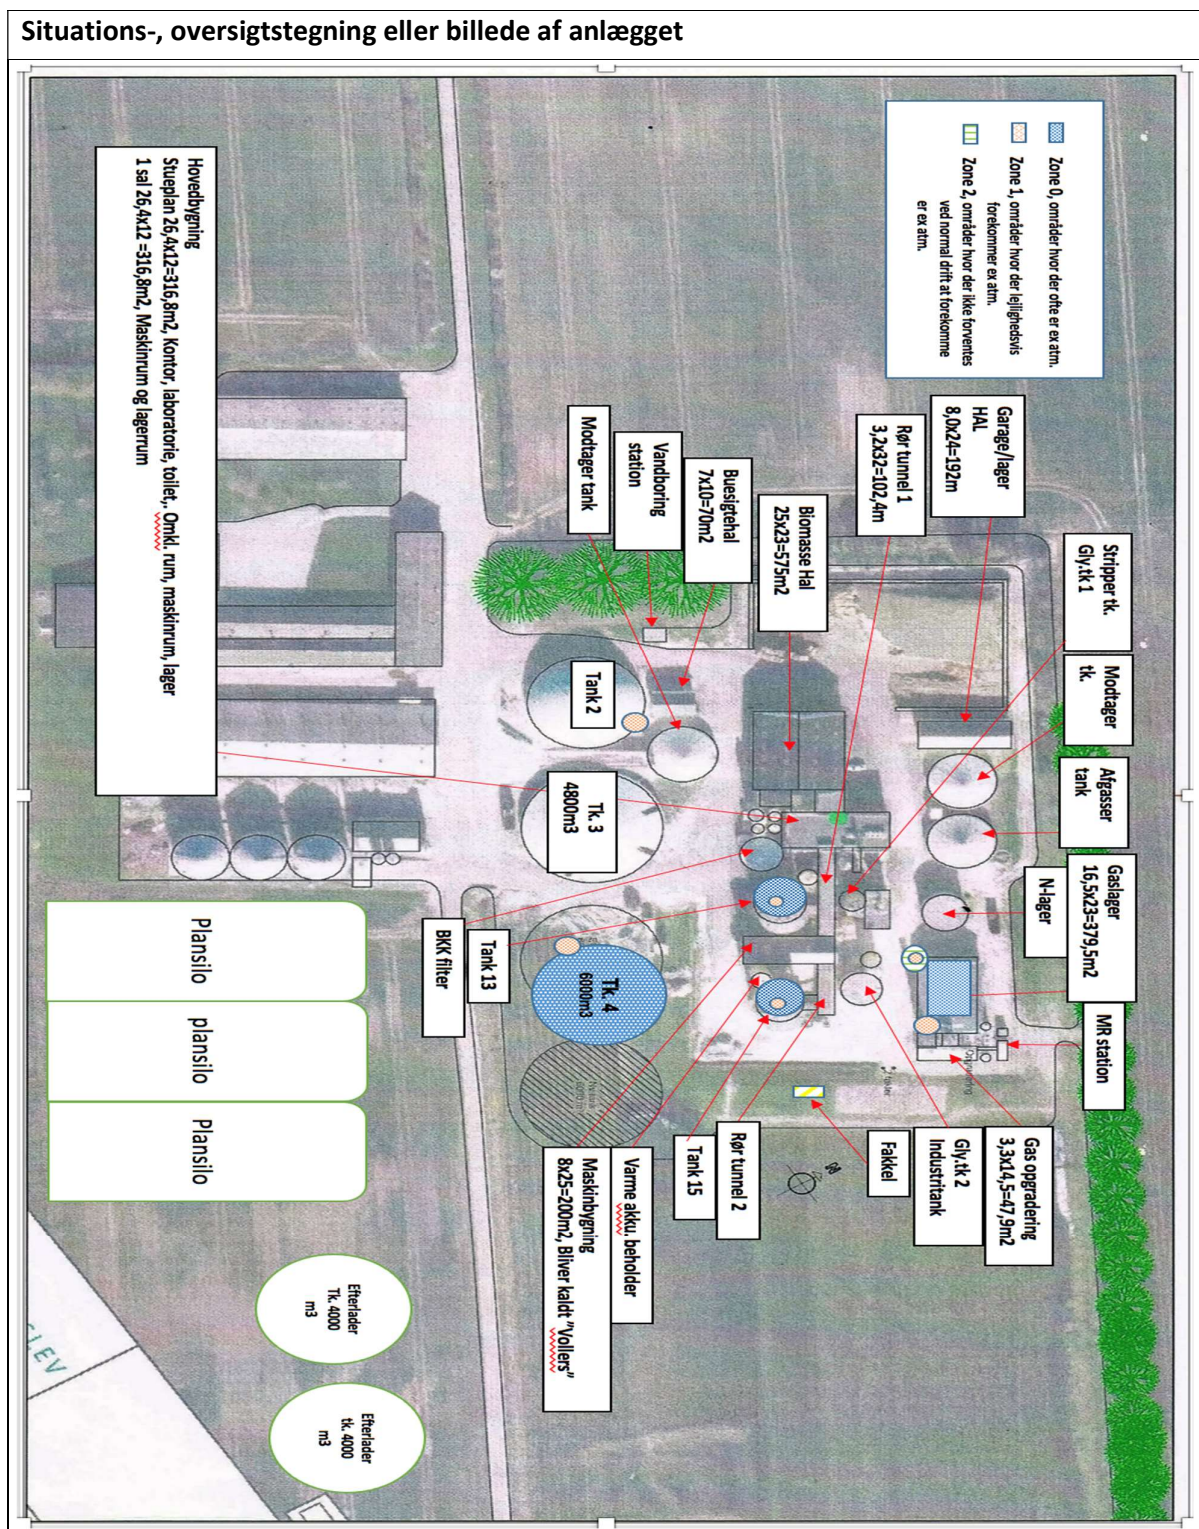 Situations-, oversigtstegning eller billede af anlægget
Zone 0, områder hvor der ofte er ex atm.
Zone 1, områder hvor der lejlighedsvis
forekommer ex atm.
Zone 2, områder hvor der ikke forventes
ved normal drift at forekomme
er ex atm.
Stripper tk.
Gly.tk 1
Modtager
tk.
Afgasser
tank
Gaslager
16,5x23=379,5m2
N-lager
MR station
Garage/lager
HAL
8,0x24=192m
Rør tunnel 1
3,2x32=102,4m
Biomasse Hal
25x23=575m2
Buesigtehal
7x10=70m2
Vandboring
station
Modtager tank
Gas opgradering
3,3x14,5=47,9m2
Opgradering
Gly.tk 2
Industritank
Fakkel
Rør tunnel 2
Tank 15
Varme akku. beholder
Maskinbygning
8x25=200m2, Bliver kaldt "Vollers"
Tank 2
Tk. 3
4800m3
Tk. 4
6000m3
Tank 13
BKK filter
Hovedbygning
Stueplan 26,4x12=316,8m2, Kontor, laboratorie, toilet, Omkl. rum, maskinrum, lager
1 sal 26,4x12 =316,8m2, Maskinrum og lagerrum
Plansilo
plansilo
Plansilo
Efterlader
Tk. 4000
m3
Efterlader
tk. 4000
m3